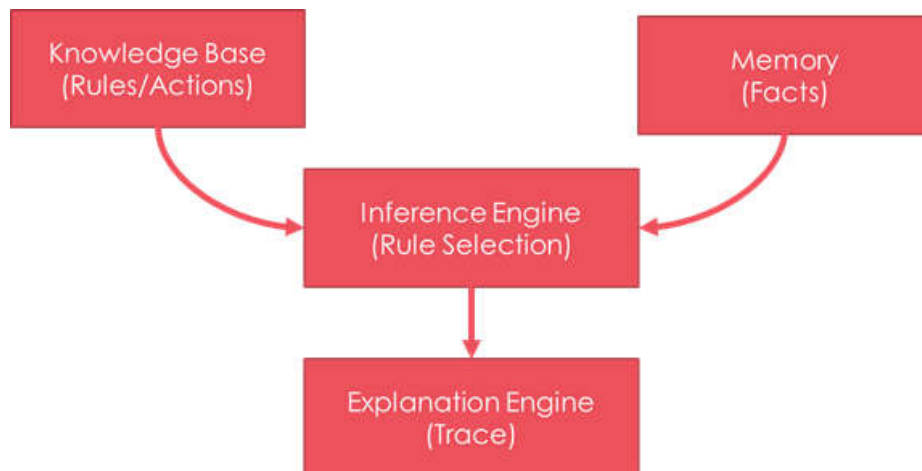 Knowledge Base
(Rules/Actions)
Memory
(Facts)
Inference Engine
(Rule Selection)
Explanation Engine
(Trace)